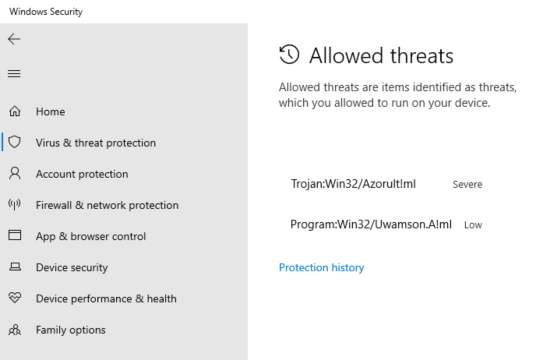 Windows Security
Home
Virus & threat protection
Account protection
Firewall & network protection
App & browser control
Device security
Device performance & health
Family options
Allowed threats
Allowed threats are items identified as threats,
which you allowed to run on your device.
Trojan:Win32/Azorult!ml Severe
Program:Win32/Uwamson.A!ml Low
Protection history